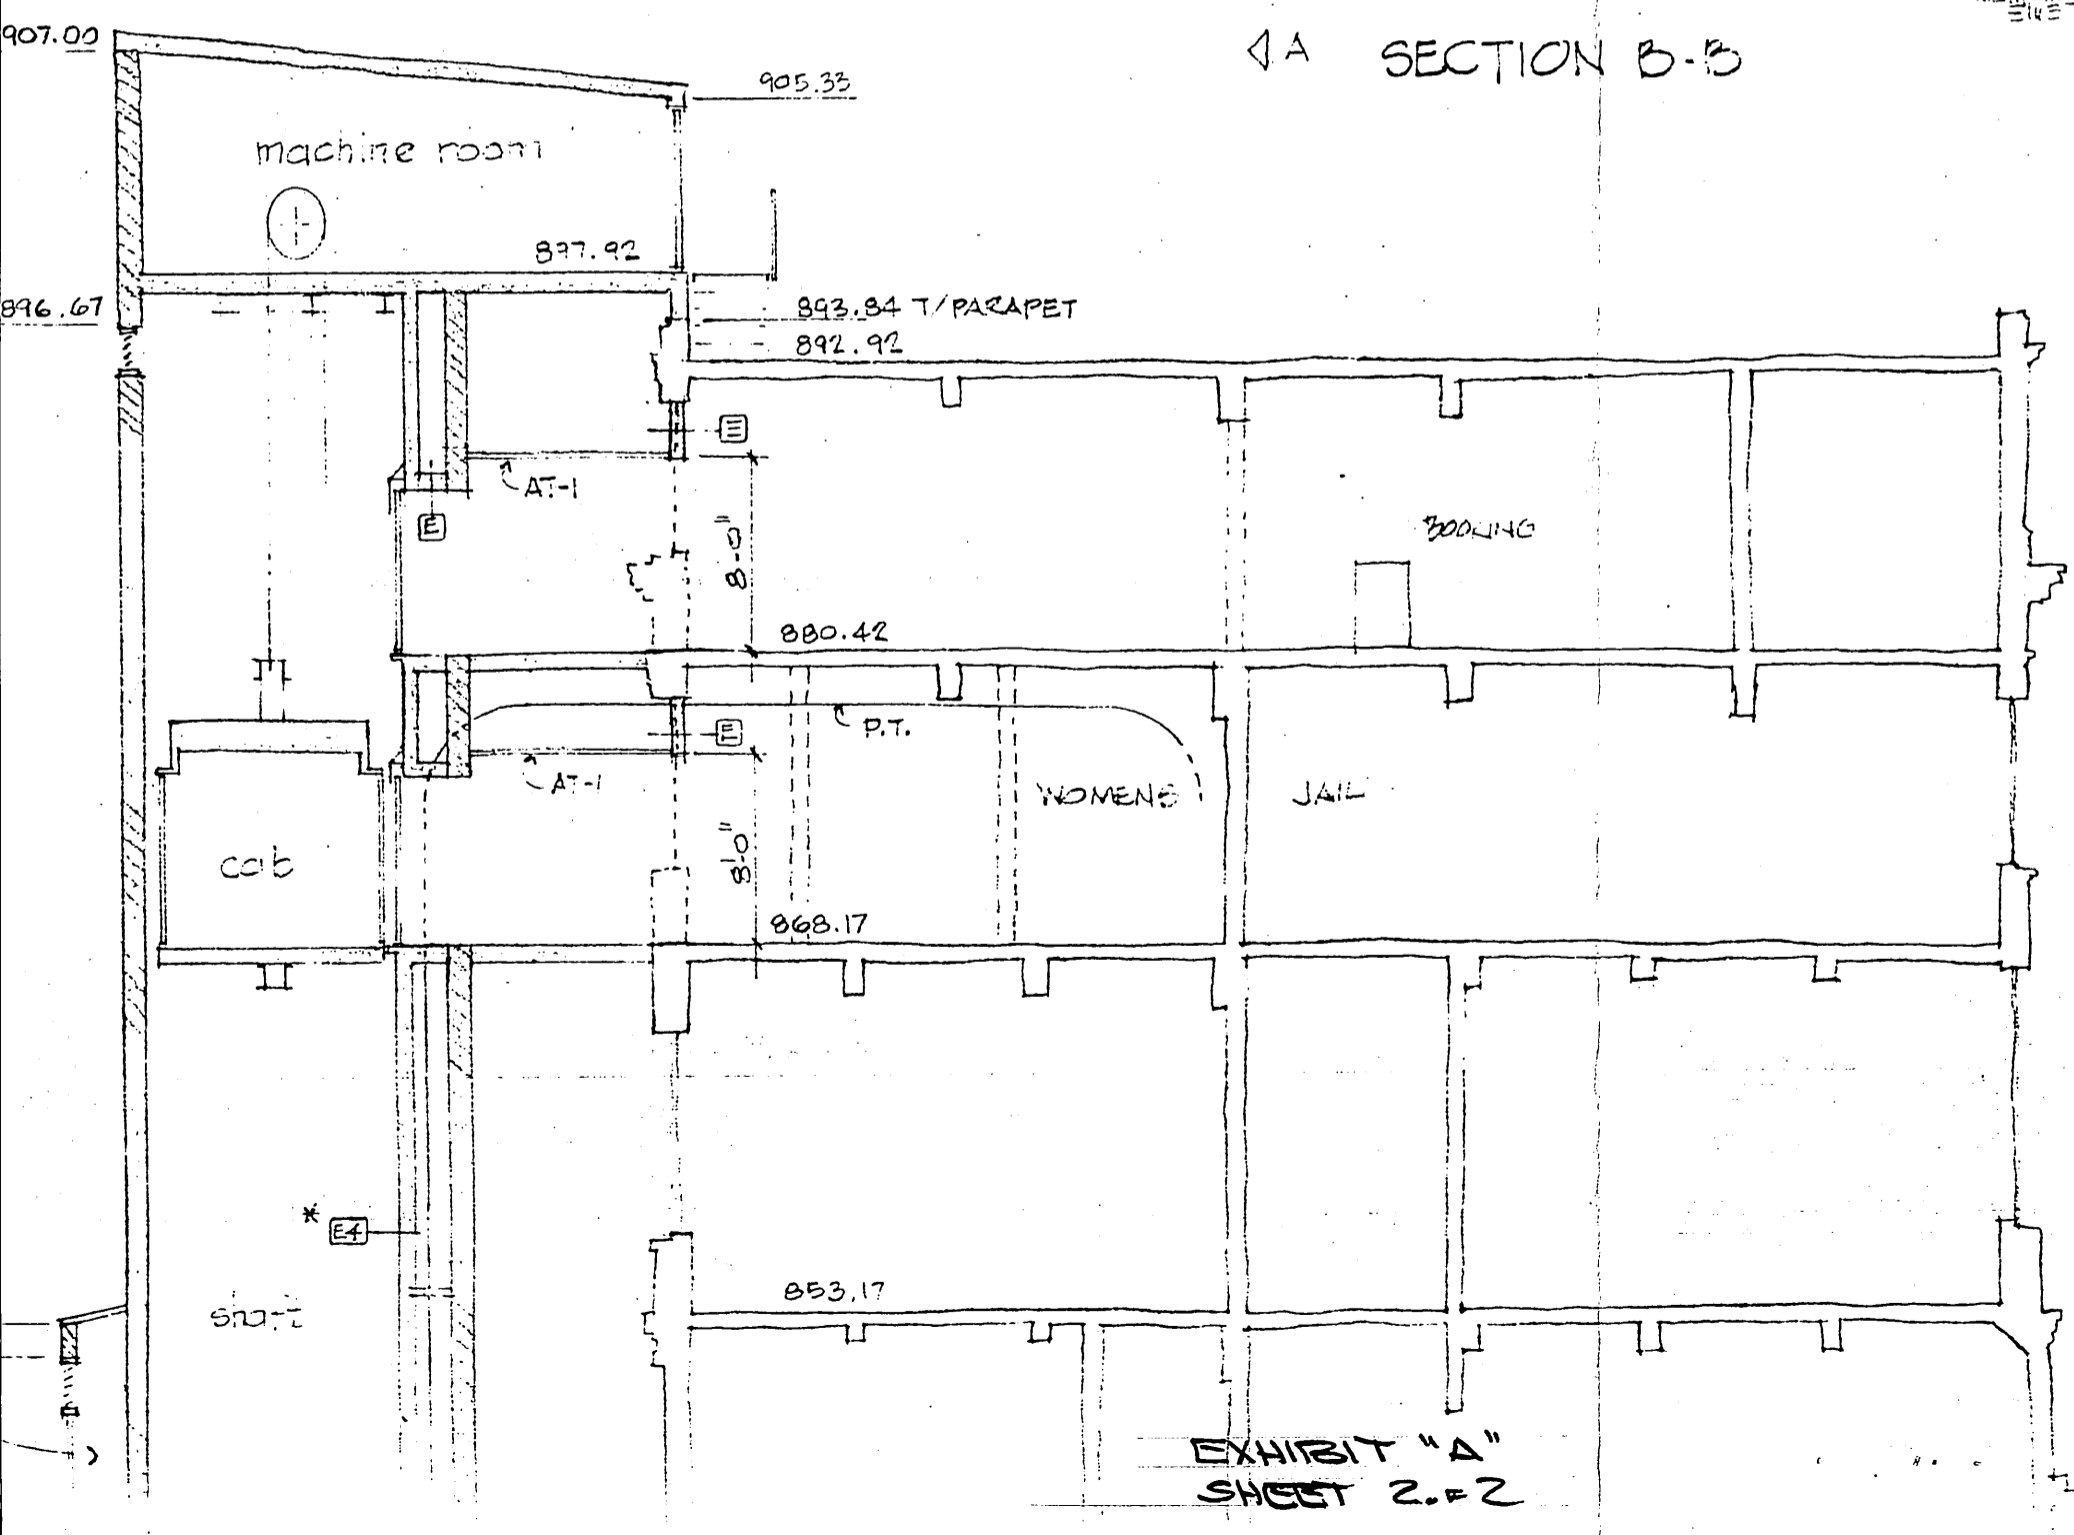 907.00
◁ A SECTION B-B
905.33
machine room
897.92
896.67
893.84 T/PARAPET
892.92
E
AT-1
E
8'-0"
BOOKING
880.42
P.T.
E
AT-1
WOMENS
JAIL
8'-0"
cab
868.17
*
E4
853.17
shaft
EXHIBIT "A"
SHEET 2 OF 2